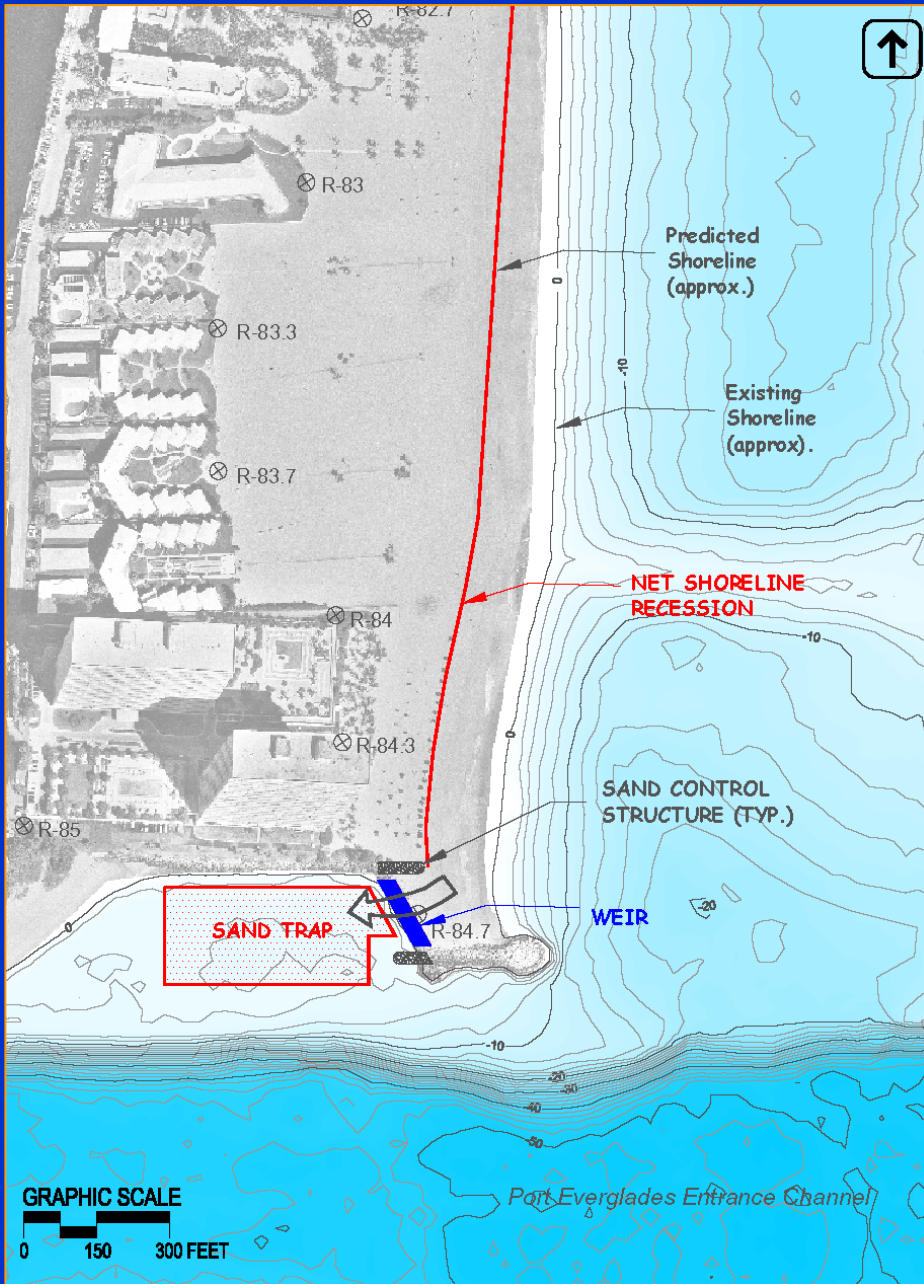 R-82.7
R-83
Predicted
Shoreline
(approx.)
0
R-83.3
-10
Existing
Shoreline
(approx).
R-83.7
NET SHORELINE
RECESSION
R-84
-10
0
R-84.3
SAND CONTROL
STRUCTURE (TYP.)
R-85
-20
0
SAND TRAP
WEIR
R-84.7
-10
-20
-30
-40
-50
GRAPHIC SCALE
0 150 300 FEET
Port Everglades Entrance Channel